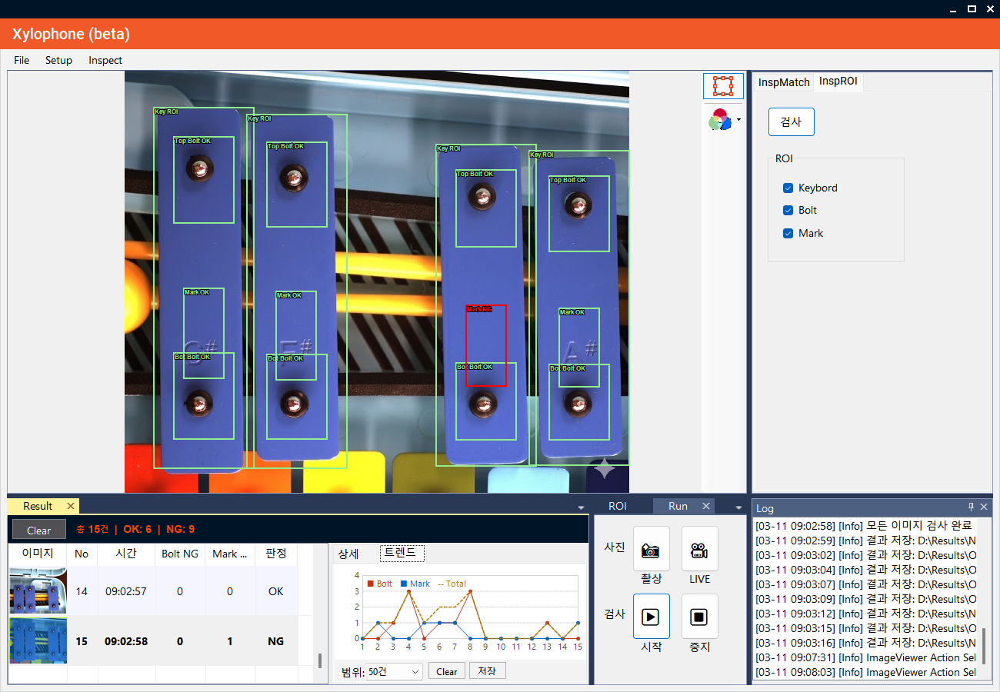 Xylophone (beta)
File Setup Inspect
Key ROI
Top Bolt OK
Mark OK
C#
Bot Bolt OK
Key ROI
Top Bolt OK
Mark OK
F#
Bot Bolt OK
Key ROI
Top Bolt OK
Mark NG
Bot Bolt OK
Key ROI
Top Bolt OK
Mark OK
A#
Bot Bolt OK
InspMatch InspROI
검사
ROI
Keybord
Bolt
Mark
Result
Clear 총 15건 | OK: 6 | NG: 9
이미지 No 시간 Bolt NG Mark ... 판정
14 09:02:57 0 0 OK
15 09:02:58 0 1 NG
상세 트렌드
Bolt Mark Total
4
3
2
1
0
1 2 3 4 5 6 7 8 9 10 11 12 13 14 15
범위: 50건 Clear 저장
ROI Run
사진
촬상 LIVE
검사
시작 중지
Log
[03-11 09:02:58] [Info] 모든 이미지 검사 완료
[03-11 09:02:59] [Info] 결과 저장: D:\Results\N
[03-11 09:03:02] [Info] 결과 저장: D:\Results\O
[03-11 09:03:04] [Info] 결과 저장: D:\Results\O
[03-11 09:03:07] [Info] 결과 저장: D:\Results\O
[03-11 09:03:09] [Info] 결과 저장: D:\Results\O
[03-11 09:03:12] [Info] 결과 저장: D:\Results\N
[03-11 09:03:15] [Info] 결과 저장: D:\Results\O
[03-11 09:03:16] [Info] 결과 저장: D:\Results\N
[03-11 09:07:31] [Info] ImageViewer Action Sel
[03-11 09:08:03] [Info] ImageViewer Action Sel